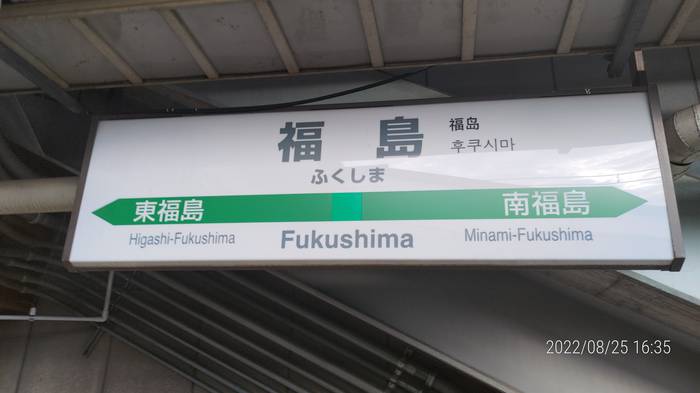 福島
福岛
후쿠시마
ふくしま
東福島
南福島
Higashi-Fukushima
Fukushima
Minami-Fukushima
2022/08/25 16:35